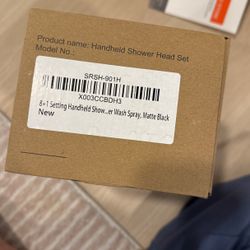 Product name: Handheld Shower Head Set
Model No.:
SRSH-901H
X003CCBDH3
8+1 Setting Handheld Show...er Wash Spray, Matte Black
New